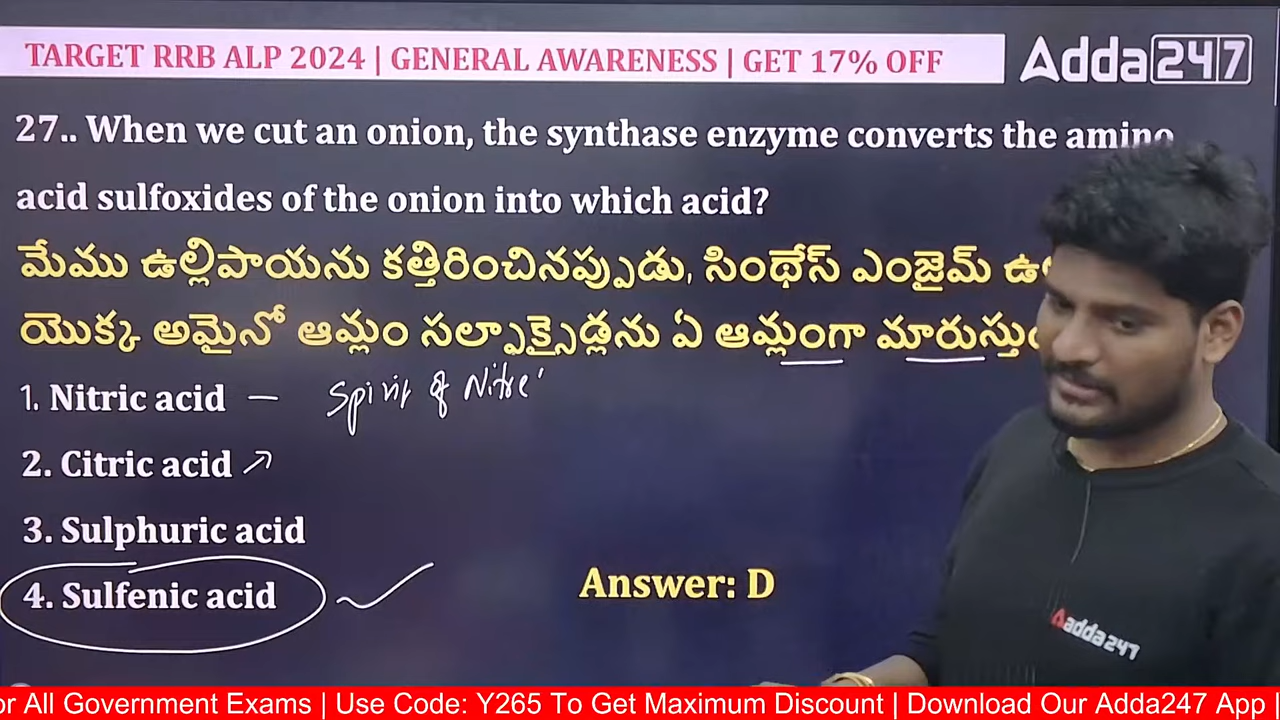 TARGET RRB ALP 2024 | GENERAL AWARENESS | GET 17% OFF
Adda247
27.. When we cut an onion, the synthase enzyme converts the amino
acid sulfoxides of the onion into which acid?
మేము ఉల్లిపాయను కత్తిరించినప్పుడు, సింథేస్ ఎంజైమ్
యొక్క అమైనో ఆమ్లం సల్ఫాక్సైడ్లను ఏ ఆమ్లంగా
1. Nitric acid – Spirit of Nitre'
2. Citric acid
3. Sulphuric acid
4. Sulfenic acid
Answer: D
Adda247
or All Government Exams | Use Code: Y265 To Get Maximum Discount | Download Our Adda247 App |